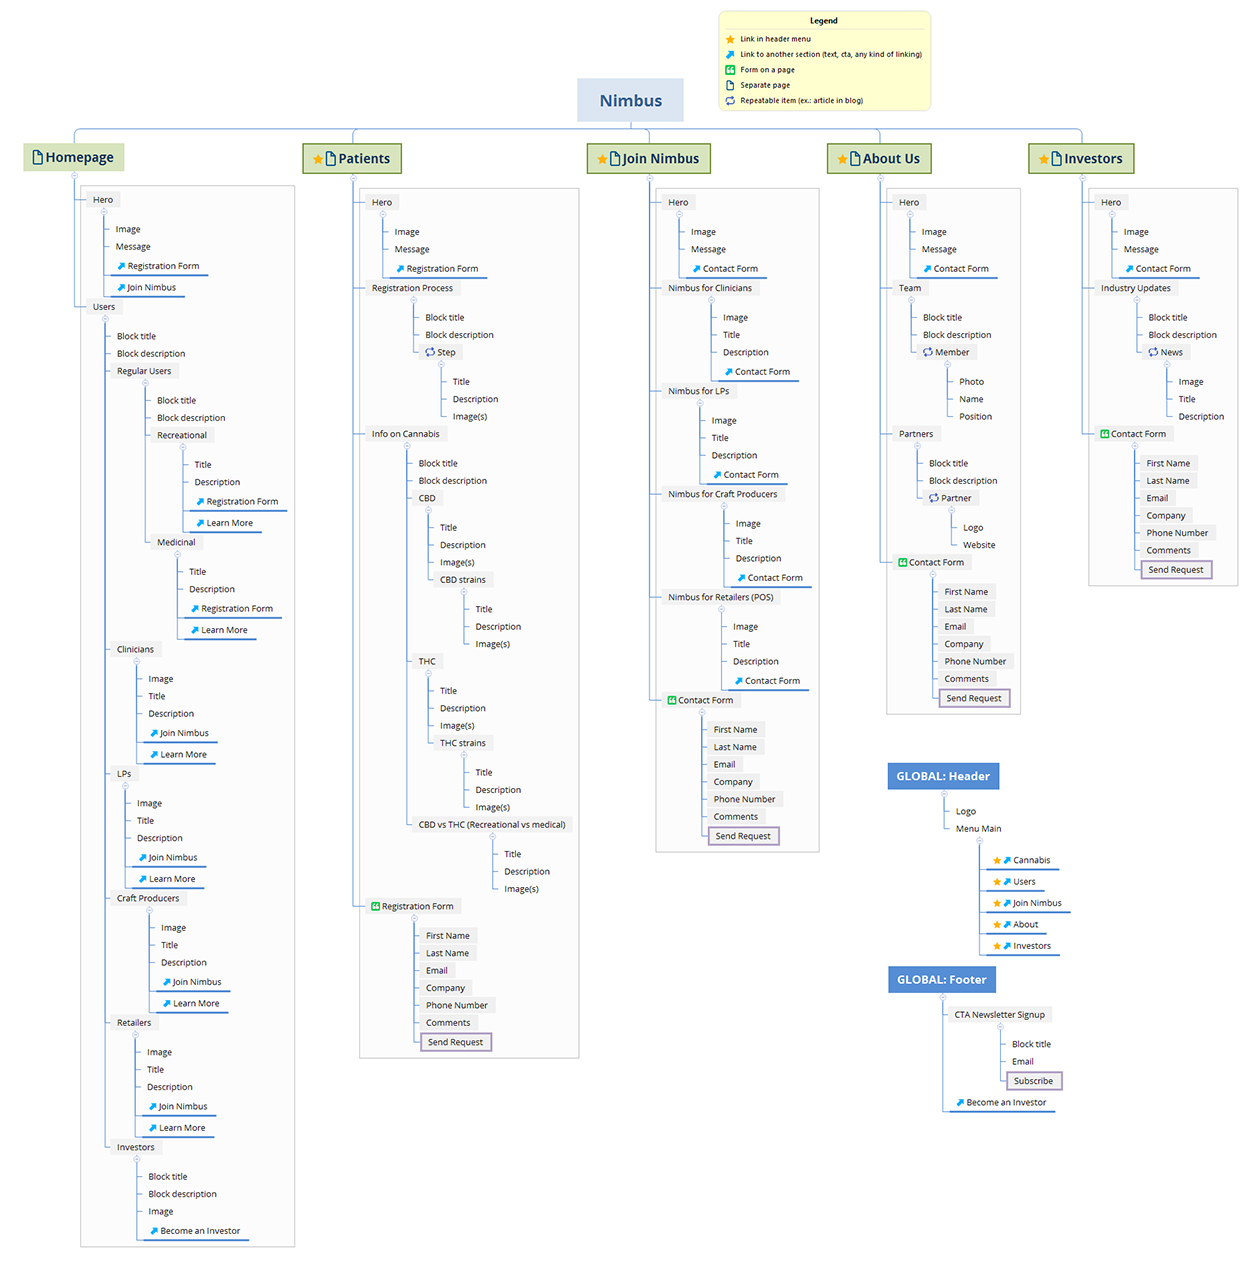 Legend
Link in header menu
Link to another section (text, cta, any kind of linking)
Form on a page
Separate page
Repeatable item (ex.: article in blog)
Nimbus
Homepage
Hero
Image
Message
Registration Form
Join Nimbus
Users
Block title
Block description
Regular Users
Block title
Block description
Recreational
Title
Description
Registration Form
Learn More
Medicinal
Title
Description
Registration Form
Learn More
Clinicians
Image
Title
Description
Join Nimbus
Learn More
LPs
Image
Title
Description
Join Nimbus
Learn More
Craft Producers
Image
Title
Description
Join Nimbus
Learn More
Retailers
Image
Title
Description
Join Nimbus
Learn More
Investors
Block title
Block description
Image
Become an Investor
Patients
Hero
Image
Message
Registration Form
Registration Process
Block title
Block description
Step
Title
Description
Image(s)
Info on Cannabis
Block title
Block description
CBD
Title
Description
Image(s)
CBD strains
Title
Description
Image(s)
THC
Title
Description
Image(s)
THC strains
Title
Description
Image(s)
CBD vs THC (Recreational vs medical)
Title
Description
Image(s)
Registration Form
First Name
Last Name
Email
Company
Phone Number
Comments
Send Request
Join Nimbus
Hero
Image
Message
Contact Form
Nimbus for Clinicians
Image
Title
Description
Contact Form
Nimbus for LPs
Image
Title
Description
Contact Form
Nimbus for Craft Producers
Image
Title
Description
Contact Form
Nimbus for Retailers (POS)
Image
Title
Description
Contact Form
Contact Form
First Name
Last Name
Email
Company
Phone Number
Comments
Send Request
About Us
Hero
Image
Message
Contact Form
Team
Block title
Block description
Member
Photo
Name
Position
Partners
Block title
Block description
Partner
Logo
Website
Contact Form
First Name
Last Name
Email
Company
Phone Number
Comments
Send Request
Investors
Hero
Image
Message
Contact Form
Industry Updates
Block title
Block description
News
Image
Title
Description
Contact Form
First Name
Last Name
Email
Company
Phone Number
Comments
Send Request
GLOBAL: Header
Logo
Menu Main
Cannabis
Users
Join Nimbus
About
Investors
GLOBAL: Footer
CTA Newsletter Signup
Block title
Email
Subscribe
Become an Investor